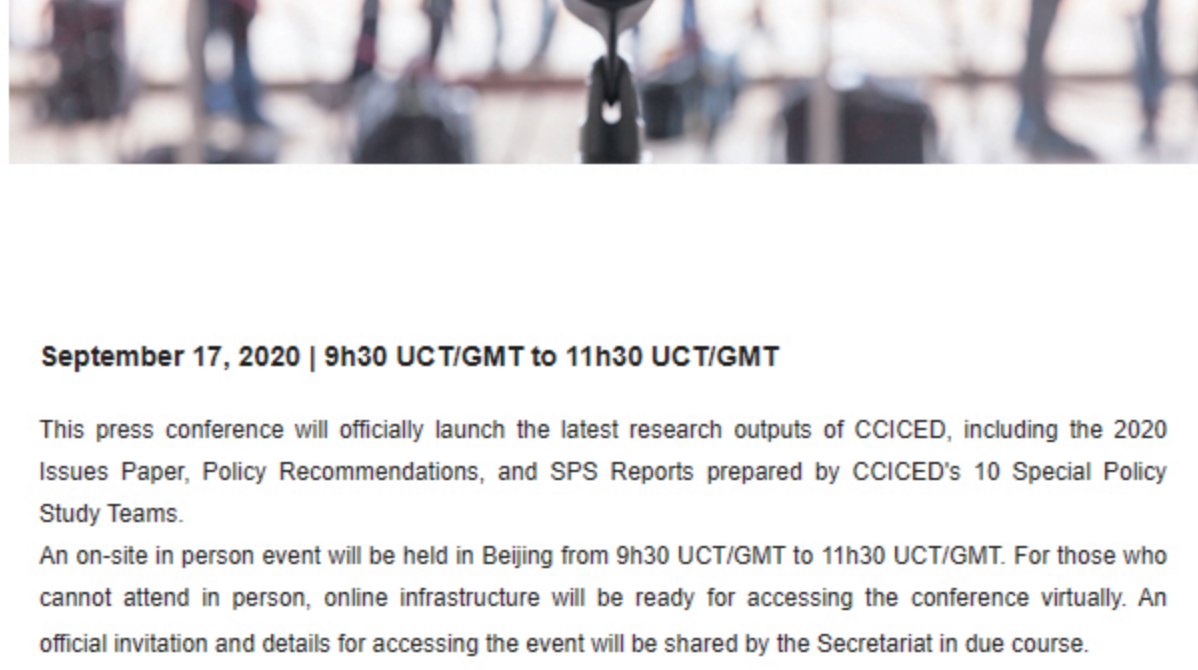 September 17, 2020 | 9h30 UCT/GMT to 11h30 UCT/GMT
This press conference will officially launch the latest research outputs of CCICED, including the 2020
Issues Paper, Policy Recommendations, and SPS Reports prepared by CCICED's 10 Special Policy
Study Teams.
An on-site in person event will be held in Beijing from 9h30 UCT/GMT to 11h30 UCT/GMT. For those who
cannot attend in person, online infrastructure will be ready for accessing the conference virtually. An
official invitation and details for accessing the event will be shared by the Secretariat in due course.